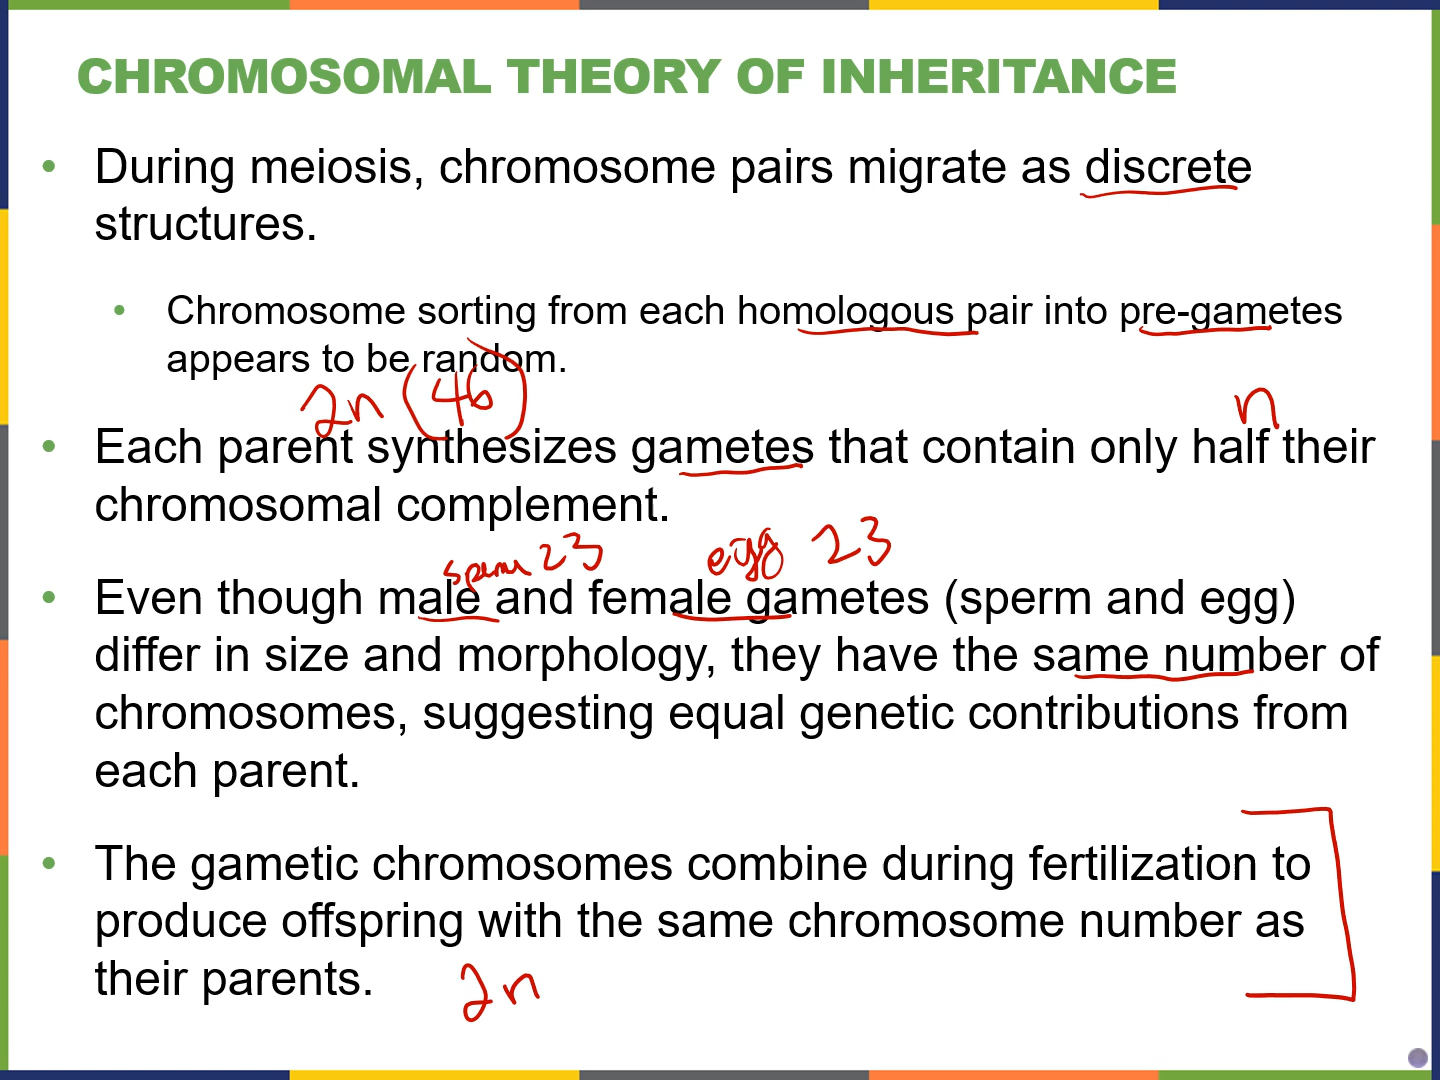 CHROMOSOMAL THEORY OF INHERITANCE
• During meiosis, chromosome pairs migrate as discrete
structures.
• Chromosome sorting from each homologous pair into pre-gametes
appears to be random.
2n (46)
n
• Each parent synthesizes gametes that contain only half their
chromosomal complement.
sperm 23
egg 23
• Even though male and female gametes (sperm and egg)
differ in size and morphology, they have the same number of
chromosomes, suggesting equal genetic contributions from
each parent.
• The gametic chromosomes combine during fertilization to
produce offspring with the same chromosome number as
their parents.
2n